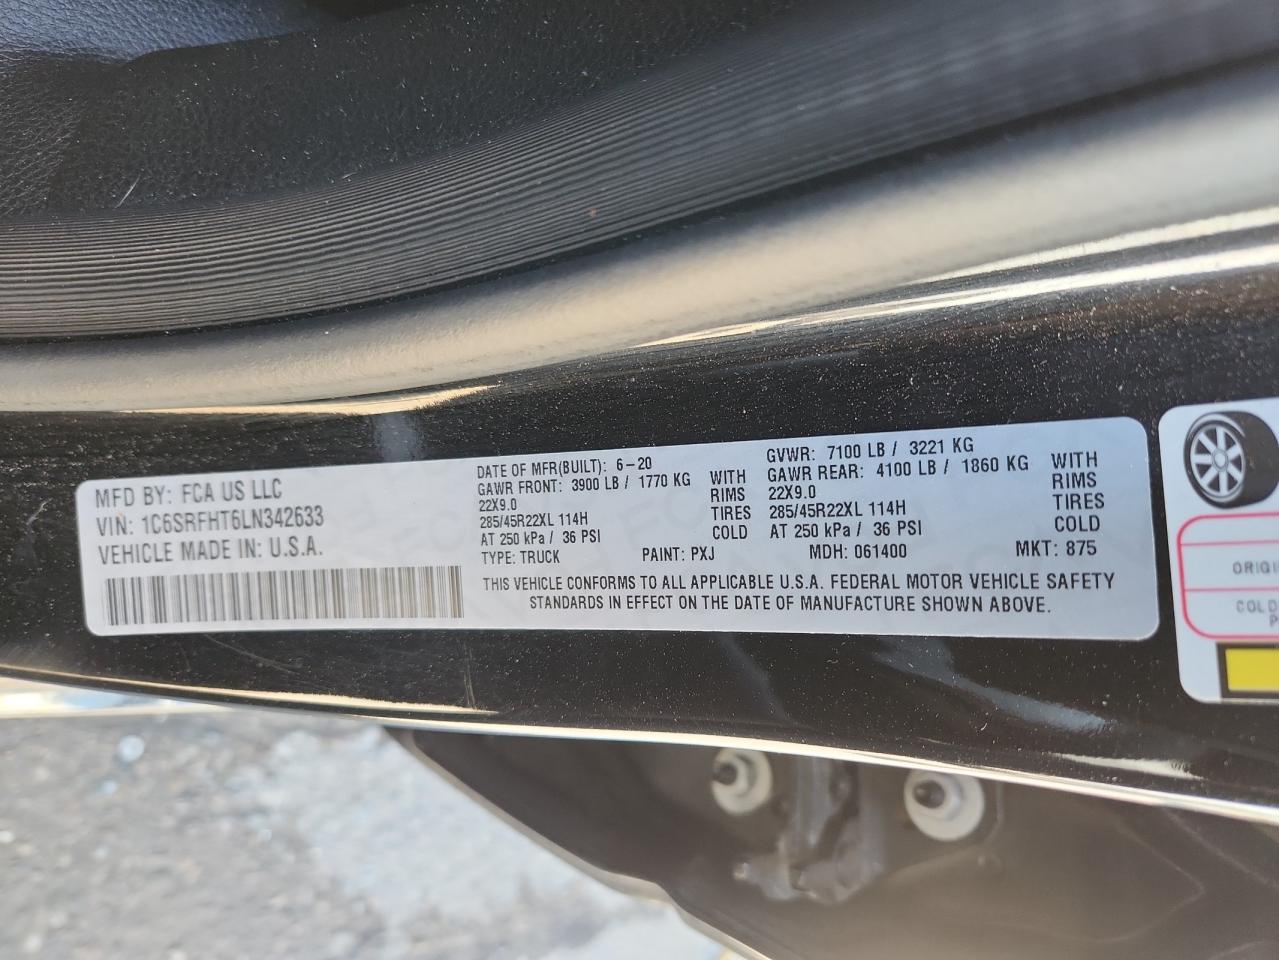 MFD BY: FCA US LLC
VIN: 1C6SRFHT6LN342633
VEHICLE MADE IN: U.S.A.
DATE OF MFR(BUILT): 6-20
GAWR FRONT: 3900 LB / 1770 KG WITH
22X9.0 RIMS
285/45R22XL 114H TIRES
AT 250 kPa / 36 PSI COLD
GVWR: 7100 LB / 3221 KG
GAWR REAR: 4100 LB / 1860 KG WITH
22X9.0 RIMS
285/45R22XL 114H TIRES
AT 250 kPa / 36 PSI COLD
TYPE: TRUCK PAINT: PXJ MDH: 061400 MKT: 875
THIS VEHICLE CONFORMS TO ALL APPLICABLE U.S.A. FEDERAL MOTOR VEHICLE SAFETY
STANDARDS IN EFFECT ON THE DATE OF MANUFACTURE SHOWN ABOVE.
ORIGI
COLD
P